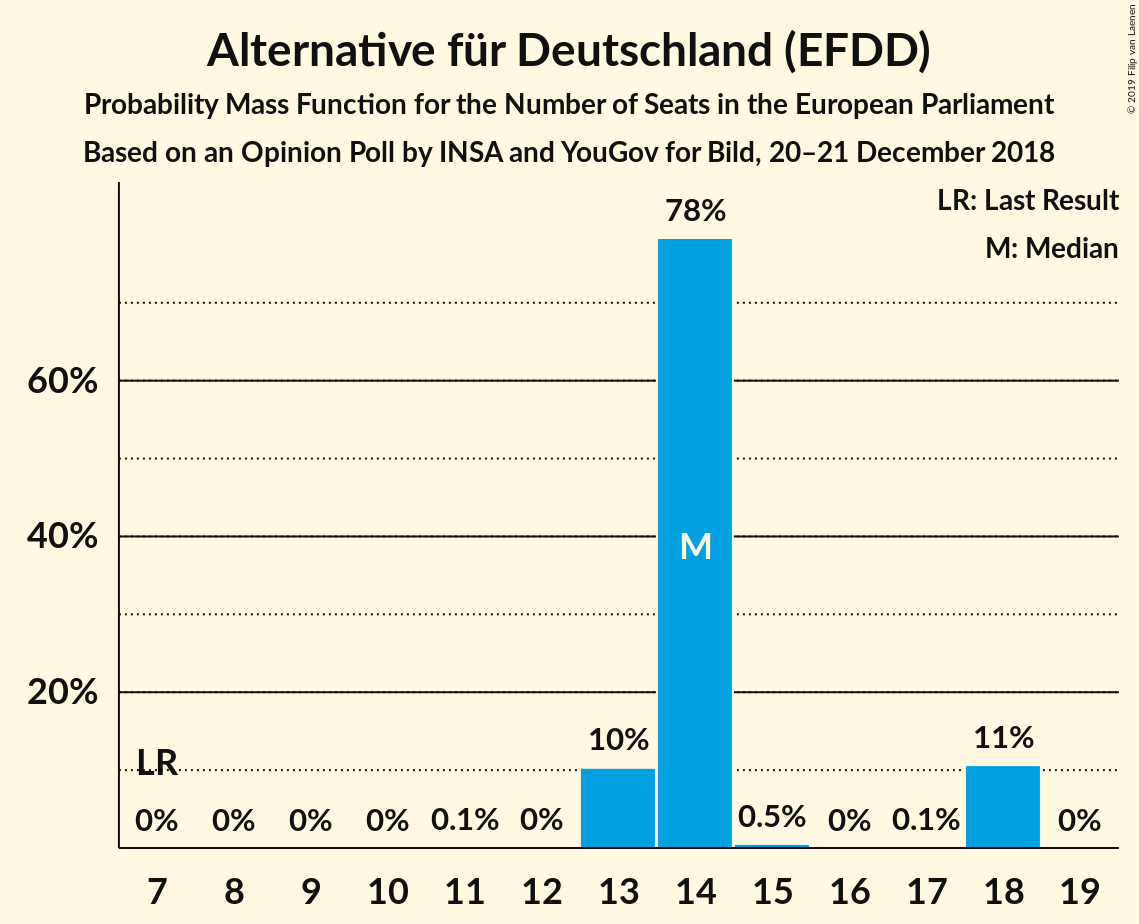 Alternative für Deutschland (EFDD)
Probability Mass Function for the Number of Seats in the European Parliament
Based on an Opinion Poll by INSA and YouGov for Bild, 20–21 December 2018
© 2019 Filip van Laenen
LR: Last Result
M: Median
78%
60%
40%
M
20%
10%
11%
LR
0% 0% 0% 0% 0.1% 0% 0.5% 0% 0.1% 0%
7 8 9 10 11 12 13 14 15 16 17 18 19